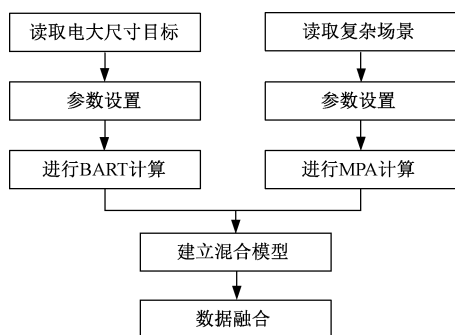 读取电大尺寸目标
读取复杂场景
参数设置
参数设置
进行BART计算
进行MPA计算
建立混合模型
数据融合